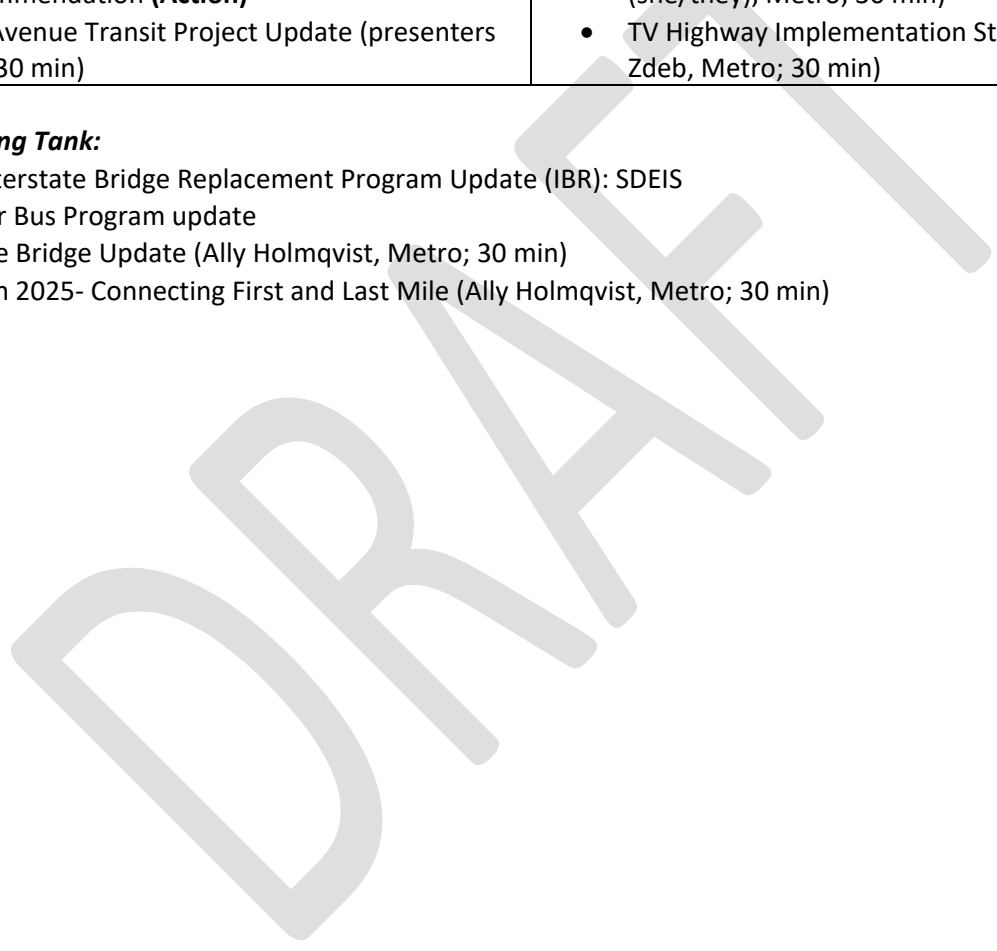 mmendation (Action)
Avenue Transit Project Update (presenters
30 min)
(she/they), Metro; 30 min)
• TV Highway Implementation St
Zdeb, Metro; 30 min)
ng Tank:
terstate Bridge Replacement Program Update (IBR): SDEIS
r Bus Program update
e Bridge Update (Ally Holmqvist, Metro; 30 min)
n 2025- Connecting First and Last Mile (Ally Holmqvist, Metro; 30 min)
DRAFT